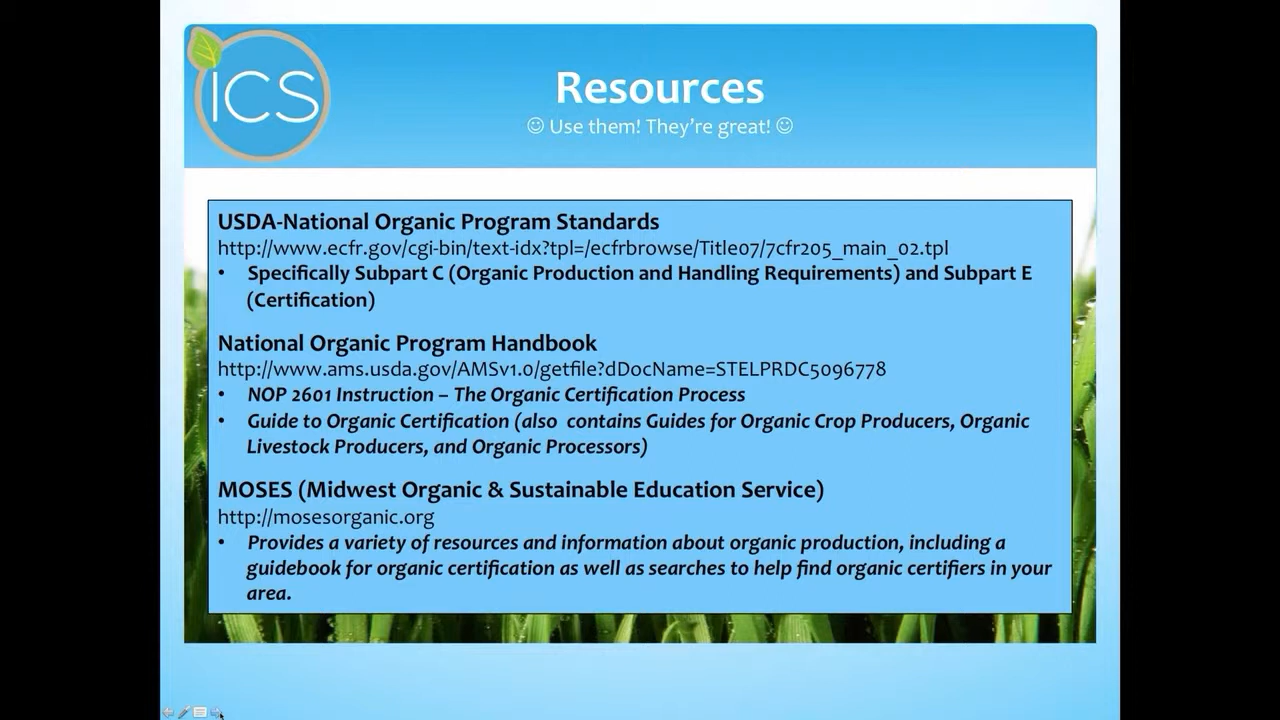 ICS
Resources
☺ Use them! They’re great! ☺
USDA-National Organic Program Standards
http://www.ecfr.gov/cgi-bin/text-idx?tpl=/ecfrbrowse/Title07/7cfr205_main_02.tpl
• Specifically Subpart C (Organic Production and Handling Requirements) and Subpart E
(Certification)
National Organic Program Handbook
http://www.ams.usda.gov/AMSv1.0/getfile?dDocName=STELPRDC5096778
• NOP 2601 Instruction – The Organic Certification Process
• Guide to Organic Certification (also contains Guides for Organic Crop Producers, Organic
Livestock Producers, and Organic Processors)
MOSES (Midwest Organic & Sustainable Education Service)
http://mosesorganic.org
• Provides a variety of resources and information about organic production, including a
guidebook for organic certification as well as searches to help find organic certifiers in your
area.